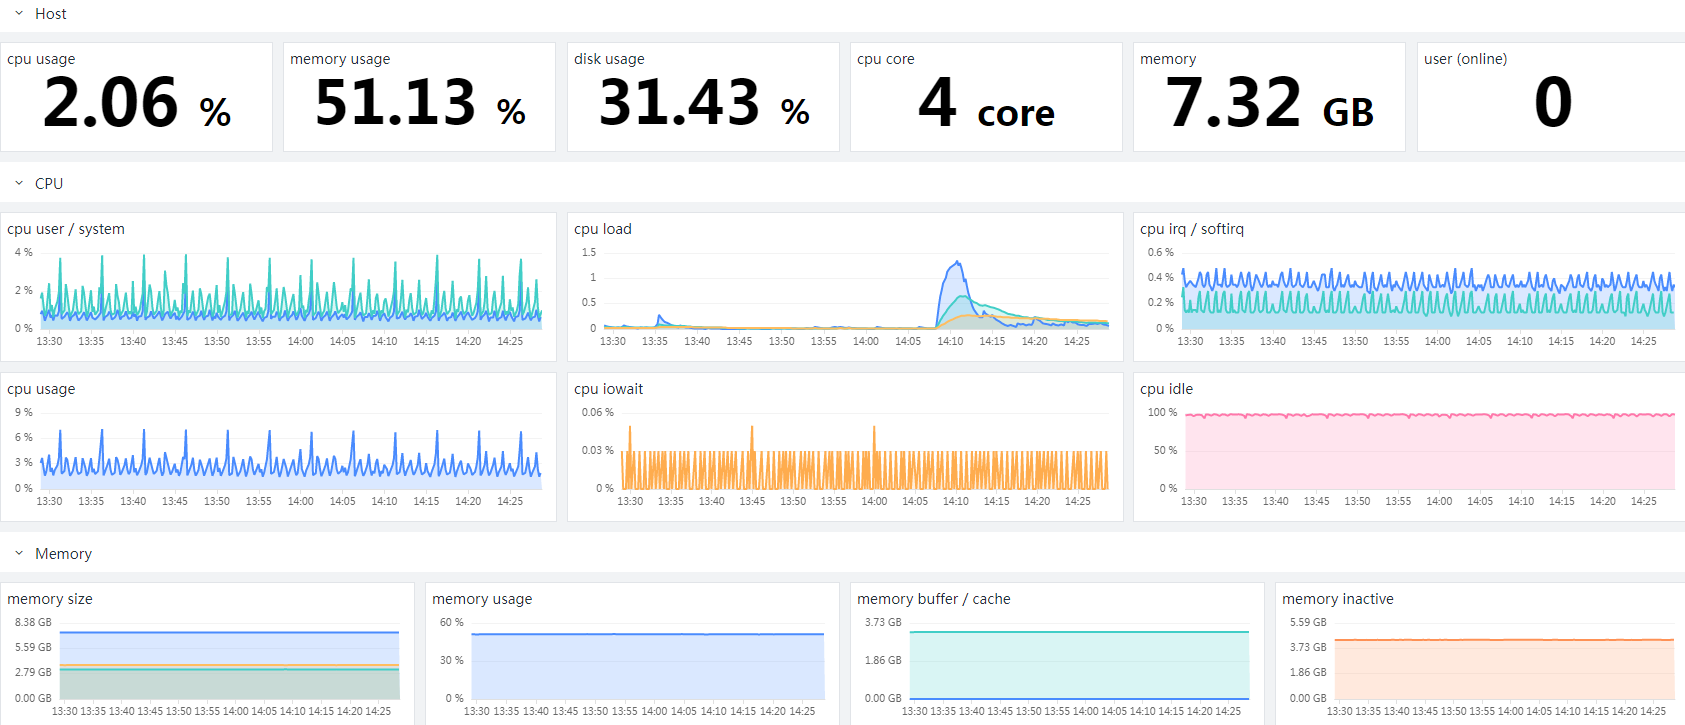 Host
cpu usage
2.06 %
memory usage
51.13 %
disk usage
31.43 %
cpu core
4 core
memory
7.32 GB
user (online)
0
CPU
cpu user / system
4 %
2 %
0 %
13:30 13:35 13:40 13:45 13:50 13:55 14:00 14:05 14:10 14:15 14:20 14:25
cpu load
1.5
1
0.5
0
13:30 13:35 13:40 13:45 13:50 13:55 14:00 14:05 14:10 14:15 14:20 14:25
cpu irq / softirq
0.6 %
0.4 %
0.2 %
0 %
13:30 13:35 13:40 13:45 13:50 13:55 14:00 14:05 14:10 14:15 14:20 14:25
cpu usage
9 %
6 %
3 %
0 %
13:30 13:35 13:40 13:45 13:50 13:55 14:00 14:05 14:10 14:15 14:20 14:25
cpu iowait
0.06 %
0.03 %
0 %
13:30 13:35 13:40 13:45 13:50 13:55 14:00 14:05 14:10 14:15 14:20 14:25
cpu idle
100 %
50 %
0 %
13:30 13:35 13:40 13:45 13:50 13:55 14:00 14:05 14:10 14:15 14:20 14:25
Memory
memory size
8.38 GB
5.59 GB
2.79 GB
0.00 GB
13:30 13:35 13:40 13:45 13:50 13:55 14:00 14:05 14:10 14:15 14:20 14:25
memory usage
60 %
30 %
0 %
13:30 13:35 13:40 13:45 13:50 13:55 14:00 14:05 14:10 14:15 14:20 14:25
memory buffer / cache
3.73 GB
1.86 GB
0.00 GB
13:30 13:35 13:40 13:45 13:50 13:55 14:00 14:05 14:10 14:15 14:20 14:25
memory inactive
5.59 GB
3.73 GB
1.86 GB
0.00 GB
13:30 13:35 13:40 13:45 13:50 13:55 14:00 14:05 14:10 14:15 14:20 14:25